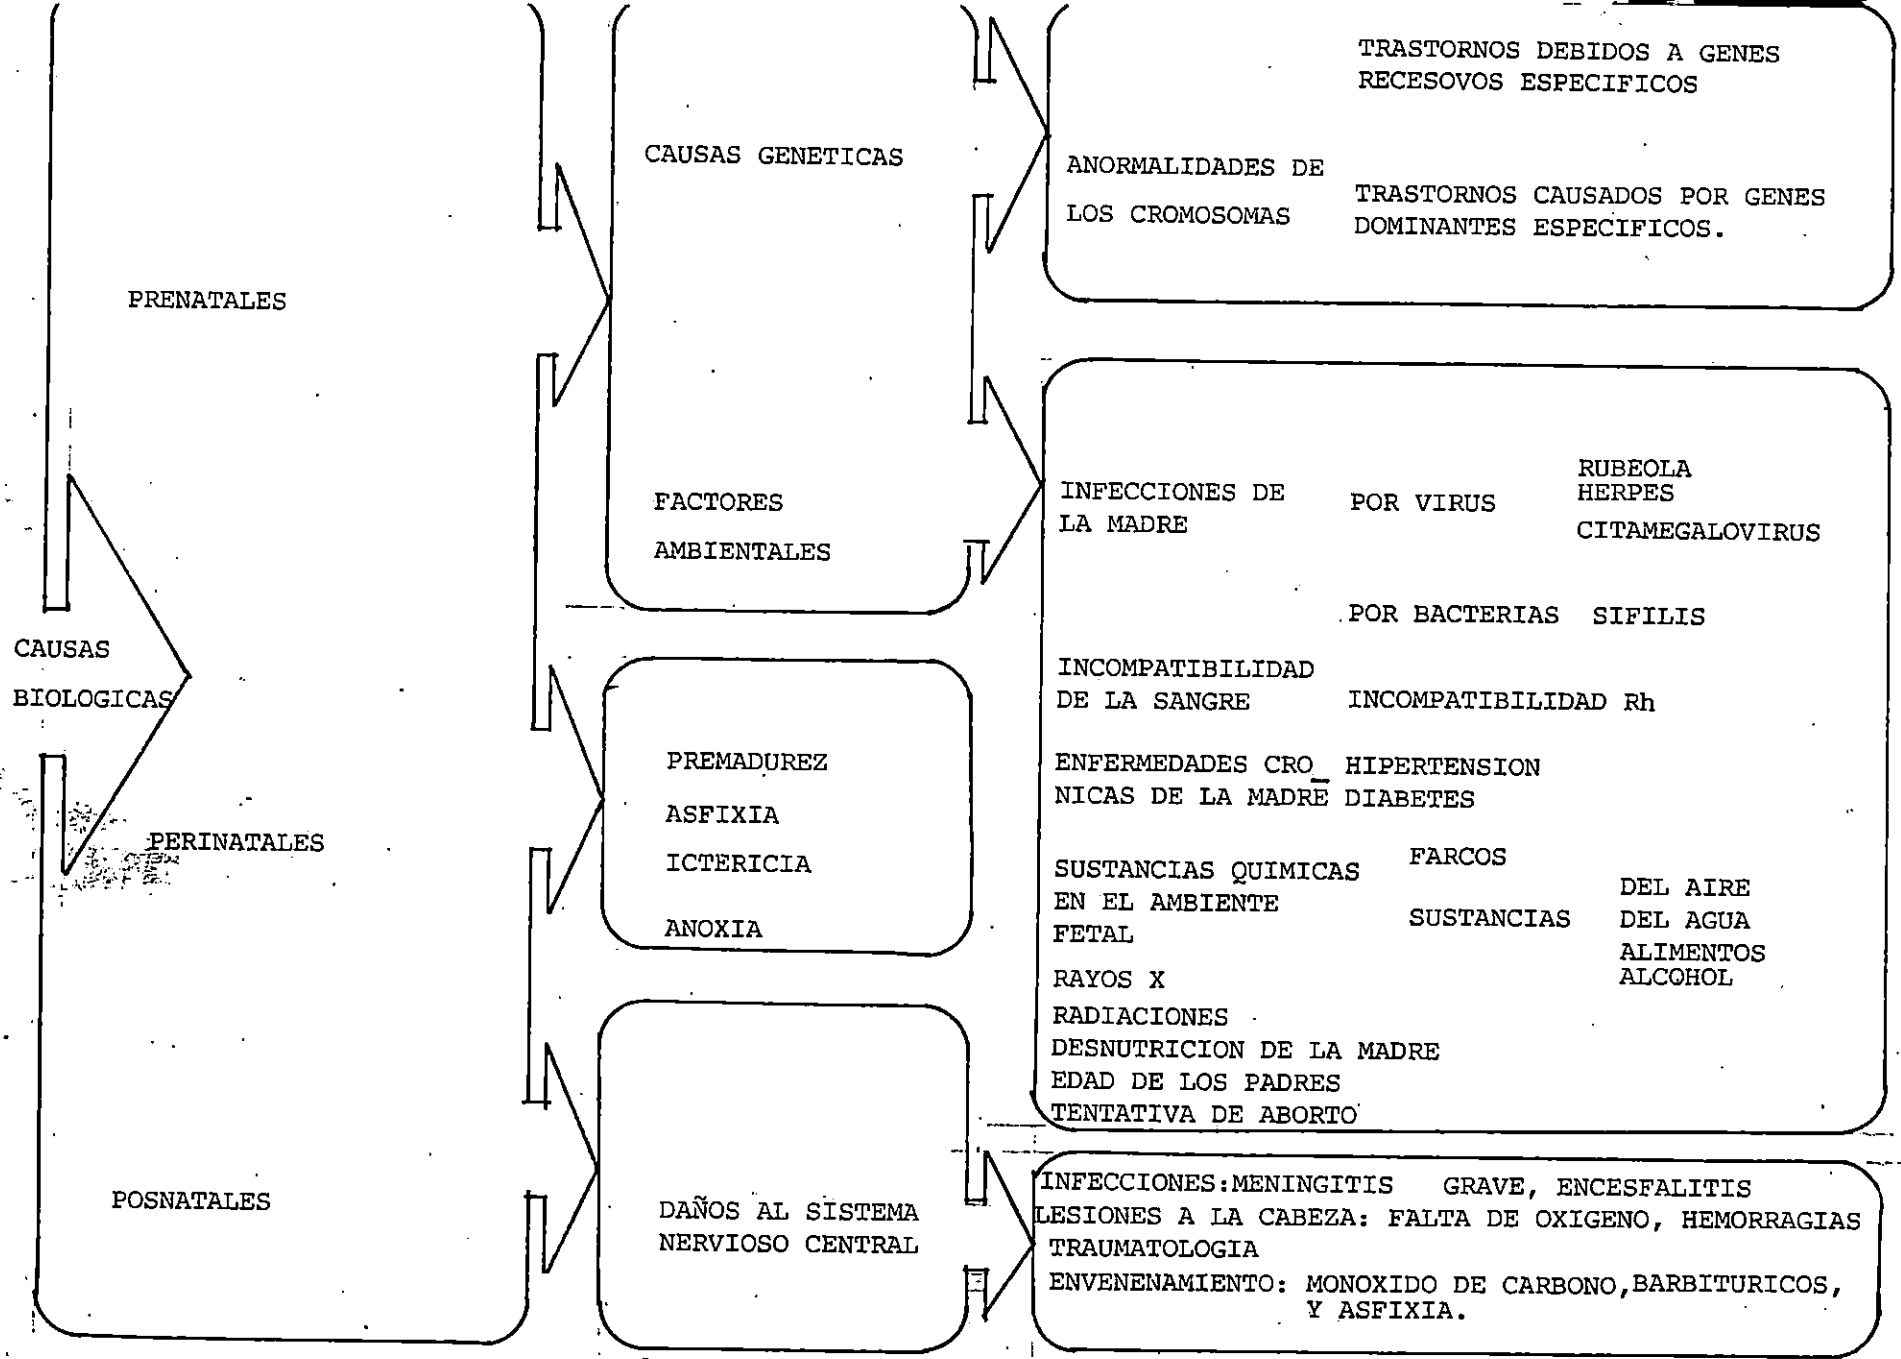 CAUSAS
BIOLOGICAS
PRENATALES
PERINATALES
POSNATALES
CAUSAS GENETICAS
FACTORES
AMBIENTALES
PREMADUREZ
ASFIXIA
ICTERICIA
ANOXIA
DAÑOS AL SISTEMA
NERVIOSO CENTRAL
TRASTORNOS DEBIDOS A GENES
RECESOVOS ESPECIFICOS
ANORMALIDADES DE
LOS CROMOSOMAS
TRASTORNOS CAUSADOS POR GENES
DOMINANTES ESPECIFICOS.
INFECCIONES DE
LA MADRE
POR VIRUS
RUBEOLA
HERPES
CITAMEGALOVIRUS
POR BACTERIAS SIFILIS
INCOMPATIBILIDAD
DE LA SANGRE INCOMPATIBILIDAD Rh
ENFERMEDADES CRO_ HIPERTENSION
NICAS DE LA MADRE DIABETES
SUSTANCIAS QUIMICAS
EN EL AMBIENTE
FETAL
FARCOS
SUSTANCIAS
DEL AIRE
DEL AGUA
ALIMENTOS
ALCOHOL
RAYOS X
RADIACIONES
DESNUTRICION DE LA MADRE
EDAD DE LOS PADRES
TENTATIVA DE ABORTO
INFECCIONES:MENINGITIS GRAVE, ENCESFALITIS
LESIONES A LA CABEZA: FALTA DE OXIGENO, HEMORRAGIAS
TRAUMATOLOGIA
ENVENENAMIENTO: MONOXIDO DE CARBONO,BARBITURICOS,
Y ASFIXIA.